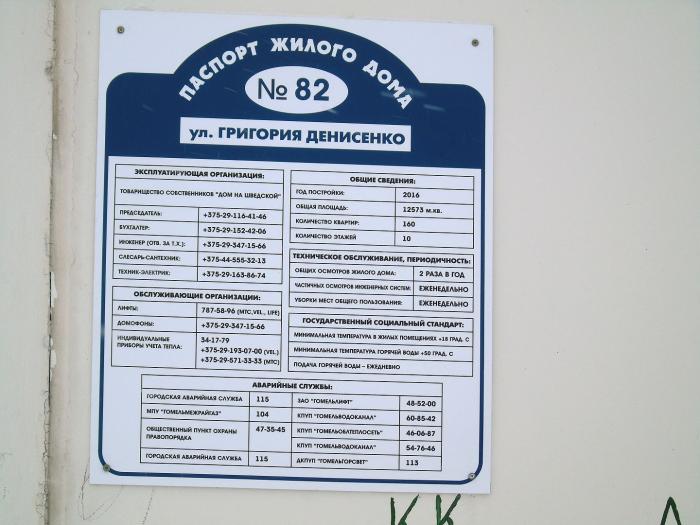 ПАСПОРТ ЖИЛОГО ДОМА
№ 82
ул. ГРИГОРИЯ ДЕНИСЕНКО
ЭКСПЛУАТИРУЮЩАЯ ОРГАНИЗАЦИЯ:
ТОВАРИЩЕСТВО СОБСТВЕННИКОВ "ДОМ НА ШВЕДСКОЙ"
ПРЕДСЕДАТЕЛЬ: +375-29-116-41-46
БУХГАЛТЕР: +375-29-152-42-06
ИНЖЕНЕР (ОТВ. ЗА Т.Х.): +375-29-347-15-66
СЛЕСАРЬ-САНТЕХНИК: +375-44-555-32-13
ТЕХНИК-ЭЛЕКТРИК: +375-29-163-86-74
ОБСЛУЖИВАЮЩИЕ ОРГАНИЗАЦИИ:
ЛИФТЫ: 787-58-96 (МТС,VEL, LIFE)
ДОМОФОНЫ: +375-29-347-15-66
ИНДИВИДУАЛЬНЫЕ 34-17-79
ПРИБОРЫ УЧЕТА ТЕПЛА: +375-29-193-07-00 (VEL.)
+375-29-571-33-33 (МТС)
ОБЩИЕ СВЕДЕНИЯ:
ГОД ПОСТРОЙКИ: 2016
ОБЩАЯ ПЛОЩАДЬ: 12573 м.кв.
КОЛИЧЕСТВО КВАРТИР: 160
КОЛИЧЕСТВО ЭТАЖЕЙ 10
ТЕХНИЧЕСКОЕ ОБСЛУЖИВАНИЕ, ПЕРИОДИЧНОСТЬ:
ОБЩИХ ОСМОТРОВ ЖИЛОГО ДОМА: 2 РАЗА В ГОД
ЧАСТИЧНЫХ ОСМОТРОВ ИНЖЕНЕРНЫХ СИСТЕМ: ЕЖЕНЕДЕЛЬНО
УБОРКИ МЕСТ ОБЩЕГО ПОЛЬЗОВАНИЯ: ЕЖЕНЕДЕЛЬНО
ГОСУДАРСТВЕННЫЙ СОЦИАЛЬНЫЙ СТАНДАРТ:
МИНИМАЛЬНАЯ ТЕМПЕРАТУРА В ЖИЛЫХ ПОМЕЩЕНИЯХ +18 ГРАД. С
МИНИМАЛЬНАЯ ТЕМПЕРАТУРА ГОРЯЧЕЙ ВОДЫ +50 ГРАД. С
ПОДАЧА ГОРЯЧЕЙ ВОДЫ – ЕЖЕДНЕВНО
АВАРИЙНЫЕ СЛУЖБЫ:
ГОРОДСКАЯ АВАРИЙНАЯ СЛУЖБА 115 ЗАО "ГОМЕЛЬЛИФТ" 48-52-00
МПУ "ГОМЕЛЬМЕЖРАЙГАЗ" 104 КПУП "ГОМЕЛЬВОДОКАНАЛ" 60-85-42
ОБЩЕСТВЕННЫЙ ПУНКТ ОХРАНЫ 47-35-45 КПУП "ГОМЕЛЬОБЛТЕПЛОСЕТЬ" 46-06-87
ПРАВОПОРЯДКА КПУП "ГОМЕЛЬВОДОКАНАЛ" 54-76-46
ГОРОДСКАЯ АВАРИЙНАЯ СЛУЖБА 115 ДКПУП "ГОМЕЛЬГОРСВЕТ" 113
КК